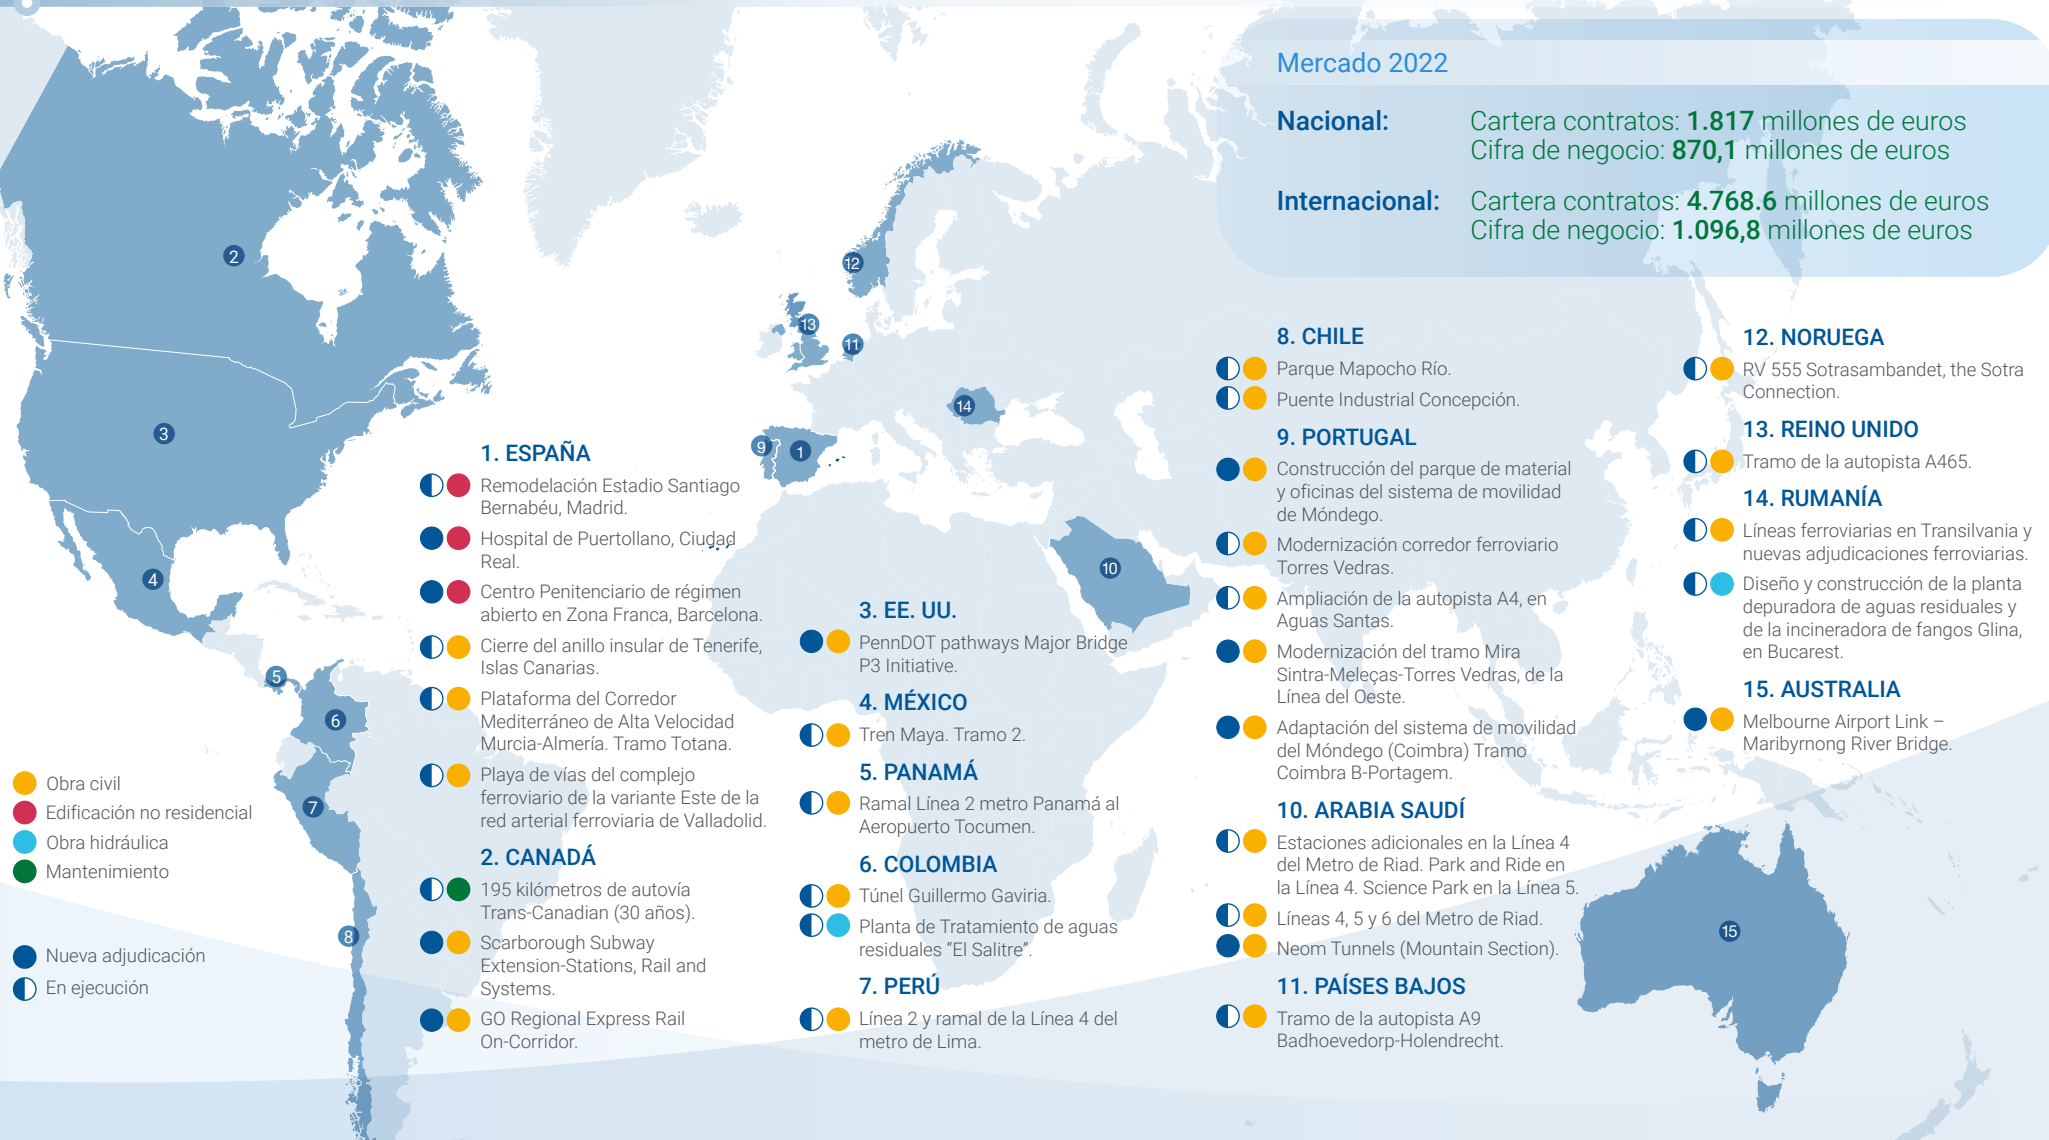 Mercado 2022
Nacional:
Cartera contratos: 1.817 millones de euros
Cifra de negocio: 870,1 millones de euros
Internacional:
Cartera contratos: 4.768.6 millones de euros
Cifra de negocio: 1.096,8 millones de euros
2
3
4
5
6
7
8
9
1
10
11
12
13
14
15
Obra civil
Edificación no residencial
Obra hidráulica
Mantenimiento
Nueva adjudicación
En ejecución
1. ESPAÑA
Remodelación Estadio Santiago
Bernabéu, Madrid.
Hospital de Puertollano, Ciudad
Real.
Centro Penitenciario de régimen
abierto en Zona Franca, Barcelona.
Cierre del anillo insular de Tenerife,
Islas Canarias.
Plataforma del Corredor
Mediterráneo de Alta Velocidad
Murcia-Almería. Tramo Totana.
Playa de vías del complejo
ferroviario de la variante Este de la
red arterial ferroviaria de Valladolid.
2. CANADÁ
195 kilómetros de autovía
Trans-Canadian (30 años).
Scarborough Subway
Extension-Stations, Rail and
Systems.
GO Regional Express Rail
On-Corridor.
3. EE. UU.
PennDOT pathways Major Bridge
P3 Initiative.
4. MÉXICO
Tren Maya. Tramo 2.
5. PANAMÁ
Ramal Línea 2 metro Panamá al
Aeropuerto Tocumen.
6. COLOMBIA
Túnel Guillermo Gaviria.
Planta de Tratamiento de aguas
residuales “El Salitre”.
7. PERÚ
Línea 2 y ramal de la Línea 4 del
metro de Lima.
8. CHILE
Parque Mapocho Río.
Puente Industrial Concepción.
9. PORTUGAL
Construcción del parque de material
y oficinas del sistema de movilidad
de Móndego.
Modernización corredor ferroviario
Torres Vedras.
Ampliación de la autopista A4, en
Aguas Santas.
Modernización del tramo Mira
Sintra-Meleças-Torres Vedras, de la
Línea del Oeste.
Adaptación del sistema de movilidad
del Móndego (Coimbra) Tramo
Coimbra B-Portagem.
10. ARABIA SAUDÍ
Estaciones adicionales en la Línea 4
del Metro de Riad. Park and Ride en
la Línea 4. Science Park en la Línea 5.
Líneas 4, 5 y 6 del Metro de Riad.
Neom Tunnels (Mountain Section).
11. PAÍSES BAJOS
Tramo de la autopista A9
Badhoevedorp-Holendrecht.
12. NORUEGA
RV 555 Sotrasambandet, the Sotra
Connection.
13. REINO UNIDO
Tramo de la autopista A465.
14. RUMANÍA
Líneas ferroviarias en Transilvania y
nuevas adjudicaciones ferroviarias.
Diseño y construcción de la planta
depuradora de aguas residuales y
de la incineradora de fangos Glina,
en Bucarest.
15. AUSTRALIA
Melbourne Airport Link –
Maribyrnong River Bridge.